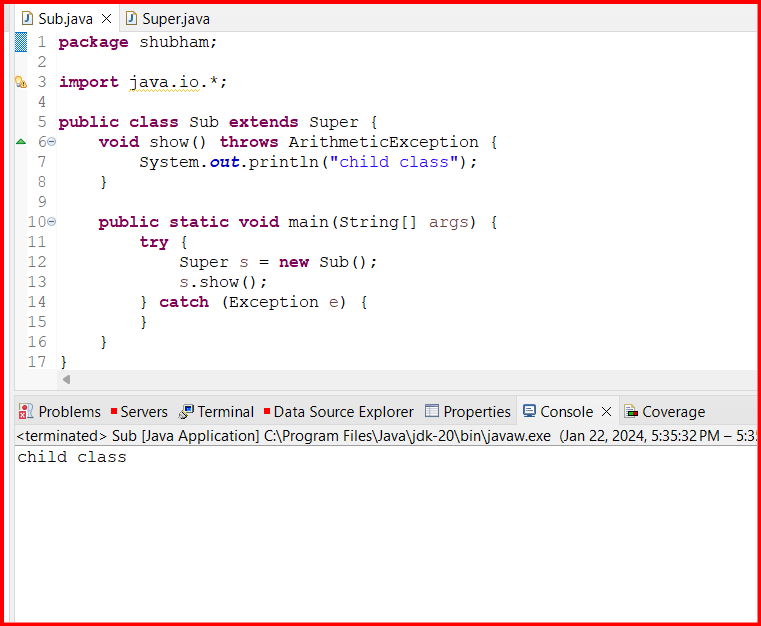 Sub.java Super.java
1 package shubham;
2
3 import java.io.*;
4
5 public class Sub extends Super {
6 void show() throws ArithmeticException {
7 System.out.println("child class");
8 }
9
10 public static void main(String[] args) {
11 try {
12 Super s = new Sub();
13 s.show();
14 } catch (Exception e) {
15 }
16 }
17 }
Problems Servers Terminal Data Source Explorer Properties Console Coverage
<terminated> Sub [Java Application] C:\Program Files\Java\jdk-20\bin\javaw.exe (Jan 22, 2024, 5:35:32 PM – 5:35
child class